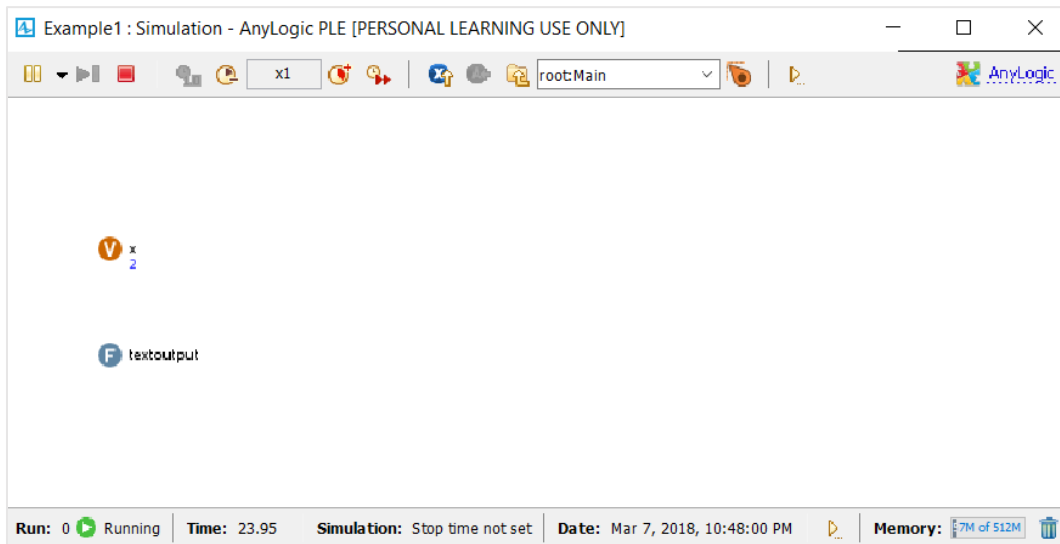 Example1 : Simulation - AnyLogic PLE [PERSONAL LEARNING USE ONLY]
x1 root:Main AnyLogic
V x
2
F textoutput
Run: 0 Running Time: 23.95 Simulation: Stop time not set Date: Mar 7, 2018, 10:48:00 PM Memory: 7M of 512M